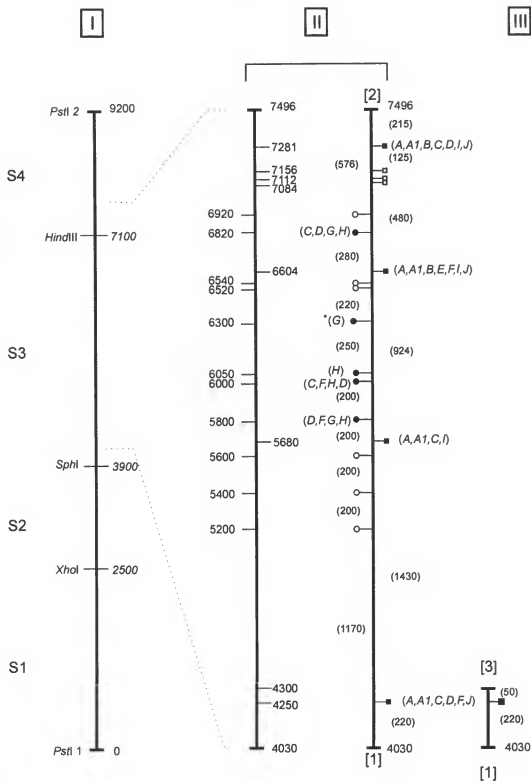 I
II
III
PstI 2
9200
S4
HindIII
7100
S3
SphI
3900
S2
XhoI
2500
S1
PstI 1
0
7496
7281
7156
7112
7084
6920
6820
6604
6540
6520
6300
6050
6000
5800
5680
5600
5400
5200
4300
4250
4030
[2]
7496
(215)
(A,A1,B,C,D,I,J)
(125)
(576)
(480)
(C,D,G,H)
(280)
(A,A1,B,E,F,I,J)
(220)
*(G)
(250)
(924)
(H)
(C,F,H,D)
(200)
(D,F,G,H)
(200)
(A,A1,C,I)
(200)
(200)
(1430)
(1170)
(A,A1,C,D,F,J)
(220)
4030
[1]
[3]
(50)
(220)
4030
[1]